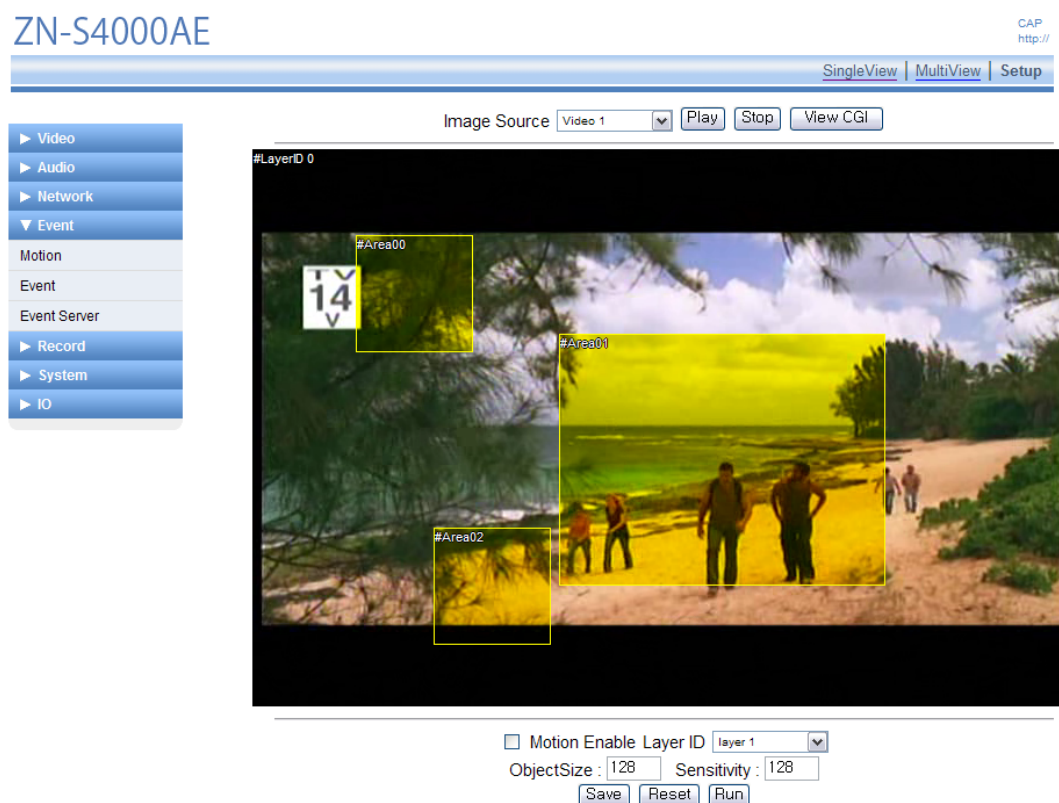 ZN-S4000AE
CAP
http://
SingleView | MultiView | Setup
Image Source Video 1 Play Stop View CGI
▶ Video
▶ Audio
▶ Network
▼ Event
Motion
Event
Event Server
▶ Record
▶ System
▶ IO
#LayerID 0
#Area00
TV
14
V
#Area01
#Area02
Motion Enable Layer ID layer 1
ObjectSize : 128 Sensitivity : 128
Save Reset Run